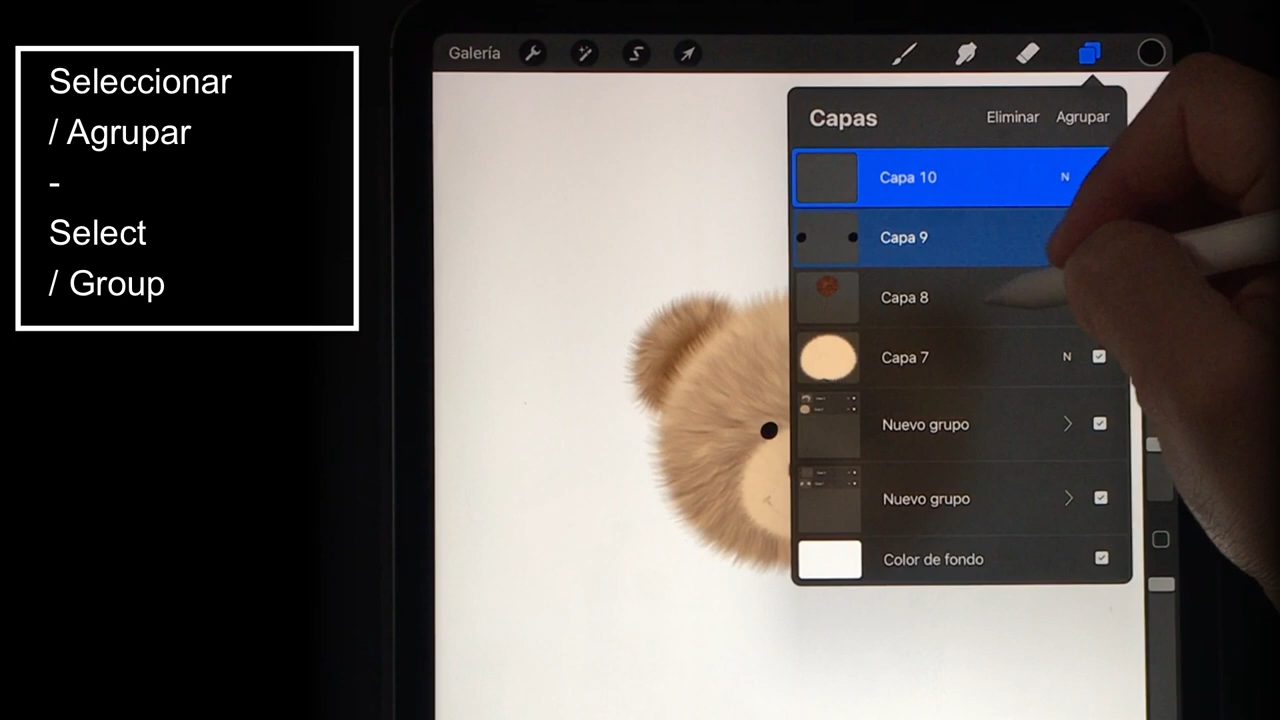 Seleccionar
/ Agrupar
-
Select
/ Group
Galería
Capas Eliminar Agrupar
Capa 10 N
Capa 9
Capa 8
Capa 7 N
Nuevo grupo
Nuevo grupo
Color de fondo